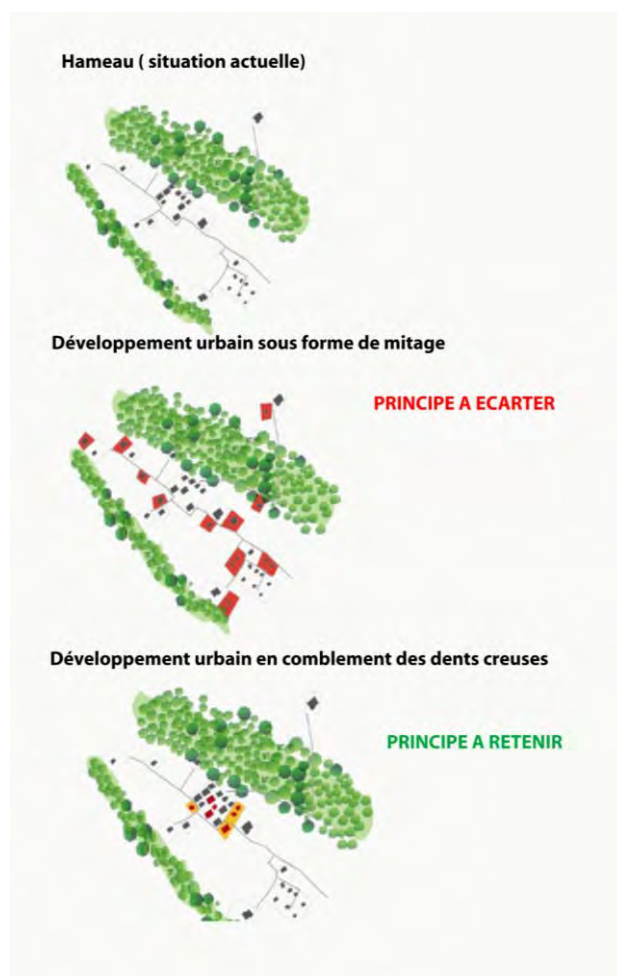 Hameau ( situation actuelle)
Développement urbain sous forme de mitage
PRINCIPE A ECARTER
Développement urbain en comblement des dents creuses
PRINCIPE A RETENIR